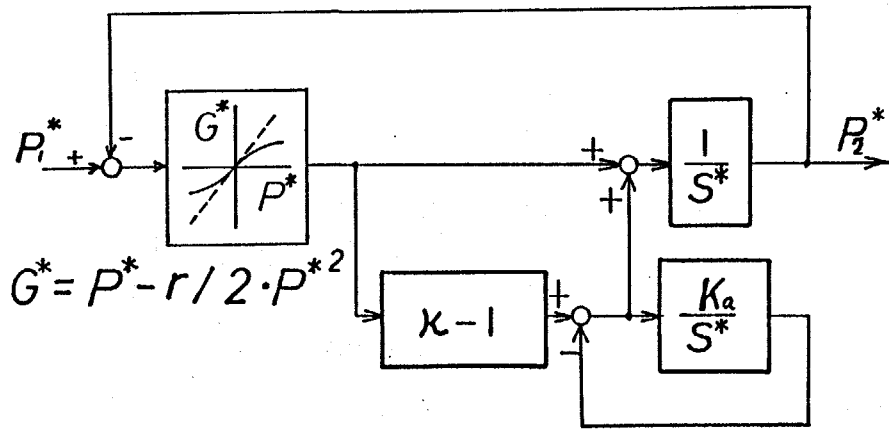 P₁*
+
-
G*
P*
+
+
1
S*
P₂*
G* = P* - r / 2 · P*²
ϰ - 1
+
-
Kₐ
S*